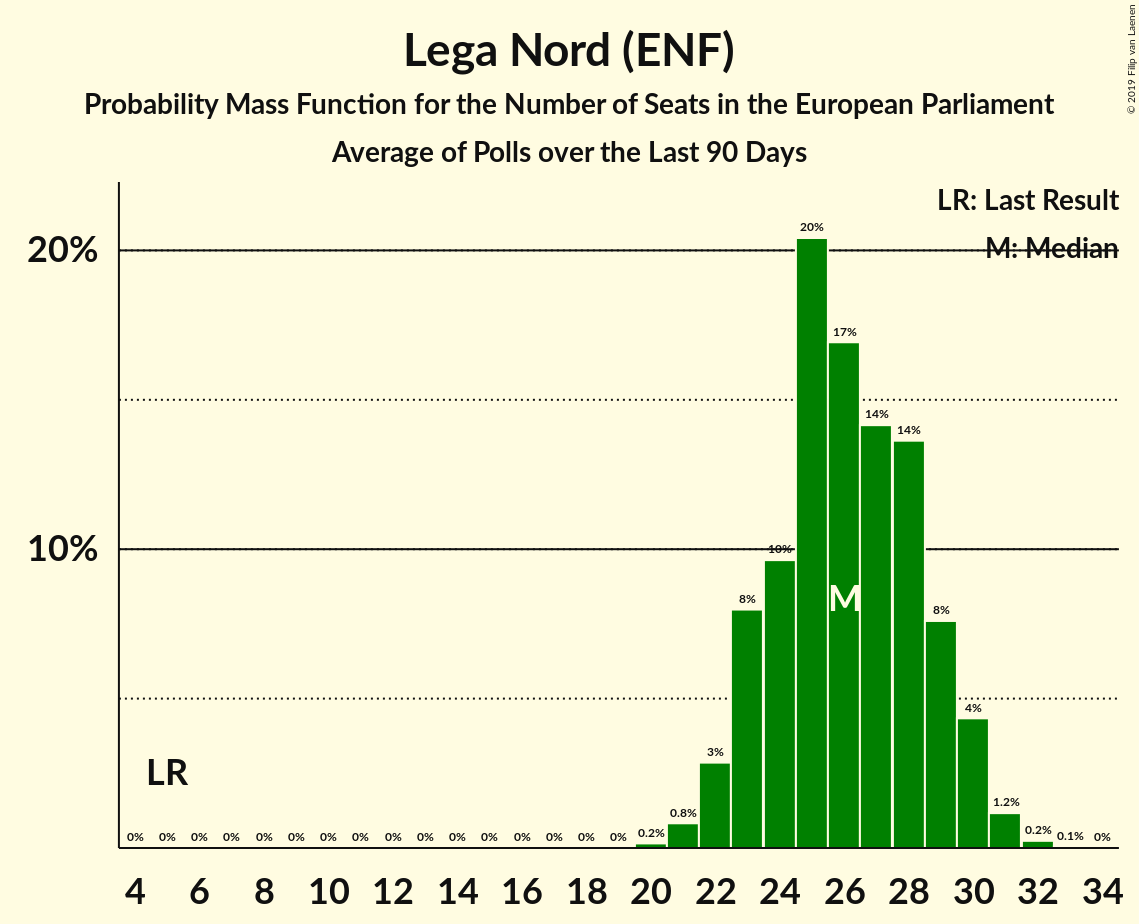 Lega Nord (ENF)
Probability Mass Function for the Number of Seats in the European Parliament
Average of Polls over the Last 90 Days
© 2019 Filip van Laenen
LR: Last Result
M: Median
20%
10%
20%
17%
14%
14%
10%
8%
8%
4%
3%
1.2%
0.8%
0.2%
0.2%
0.1%
0%
M
LR
0% 0% 0% 0% 0% 0% 0% 0% 0% 0% 0% 0% 0% 0% 0% 0%
4 6 8 10 12 14 16 18 20 22 24 26 28 30 32 34